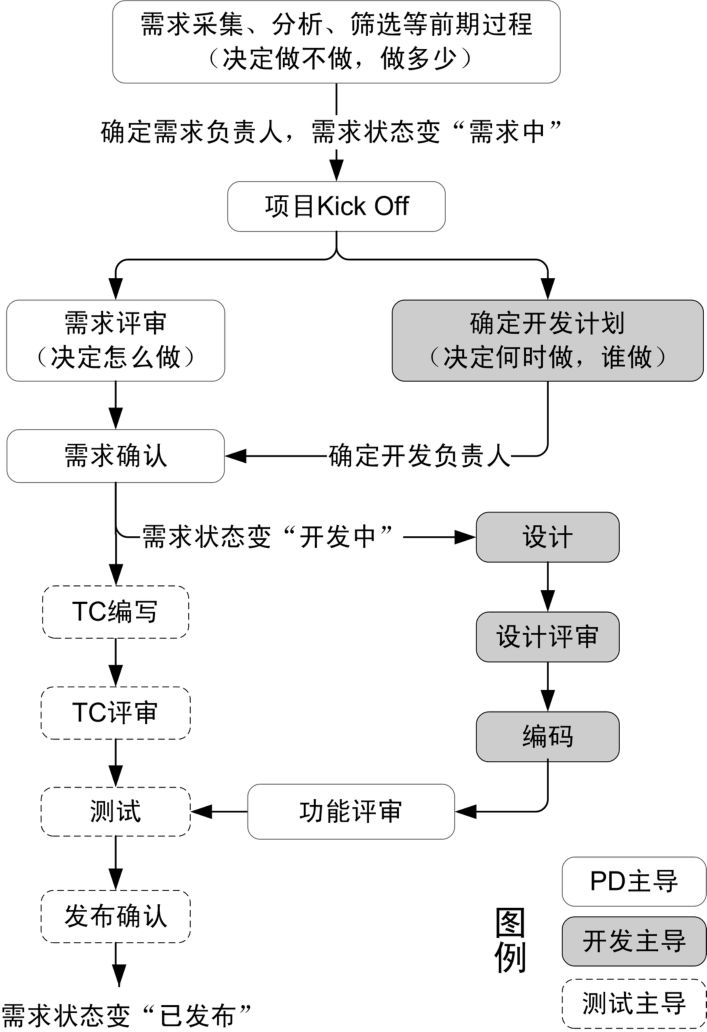 需求采集、分析、筛选等前期过程
（决定做不做，做多少）
确定需求负责人，需求状态变“需求中”
项目Kick Off
需求评审
（决定怎么做）
确定开发计划
（决定何时做，谁做）
需求确认
确定开发负责人
需求状态变“开发中”
设计
TC编写
设计评审
TC评审
编码
测试
功能评审
发布确认
需求状态变“已发布”
图例
PD主导
开发主导
测试主导